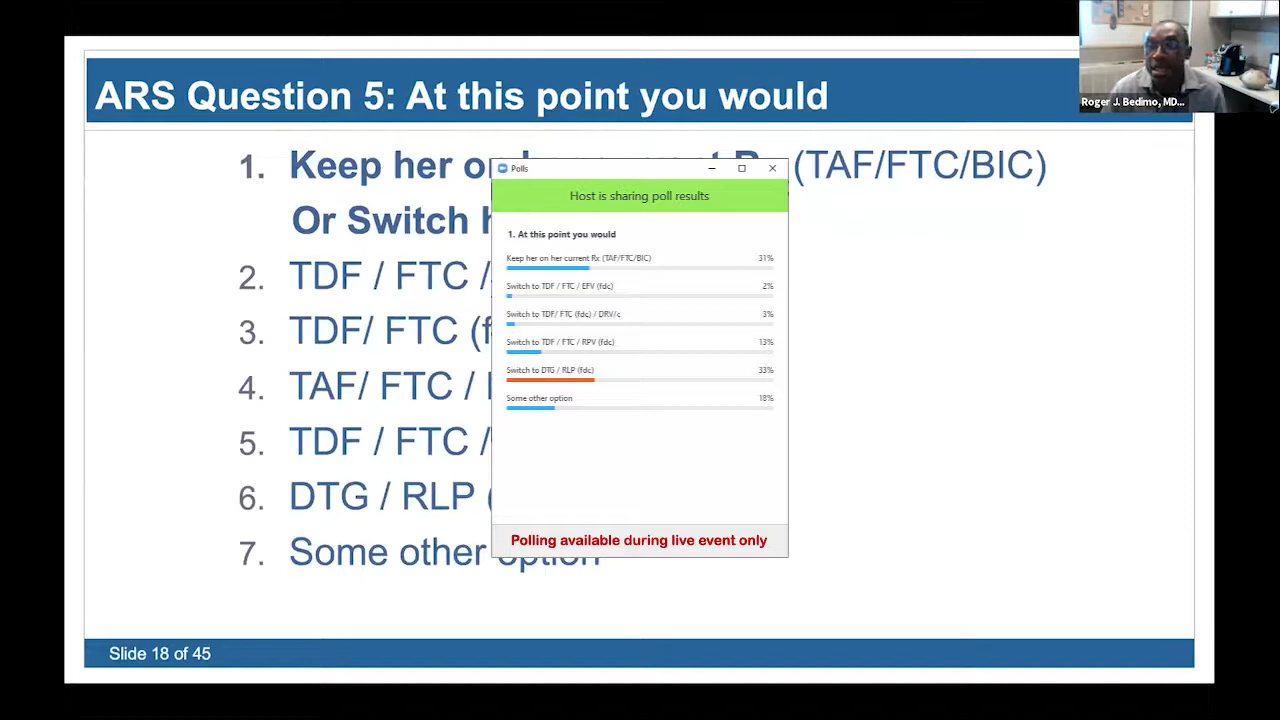 Roger J. Bedimo, MD...
ARS Question 5: At this point you would
1. Keep her on (TAF/FTC/BIC)
Or Switch
2. TDF / FTC /
3. TDF/ FTC
4. TAF/ FTC /
5. TDF / FTC /
6. DTG / RLP
7. Some other option
Polls
Host is sharing poll results
1. At this point you would
Keep her on her current Rx (TAF/FTC/BIC) 31%
Switch to TDF / FTC / EFV (fdc) 2%
Switch to TDF/ FTC (fdc) / DRV/c 3%
Switch to TDF / FTC / RPV (fdc) 13%
Switch to DTG / RLP (fdc) 33%
Some other option 18%
Polling available during live event only
Slide 18 of 45